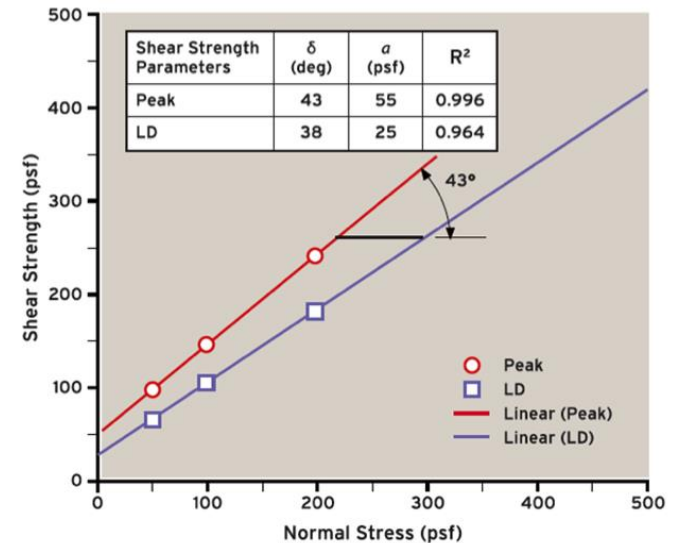 500
400
300
200
100
0
Shear Strength (psf)
Shear Strength Parameters δ (deg) a (psf) R²
Peak 43 55 0.996
LD 38 25 0.964
43°
Peak
LD
Linear (Peak)
Linear (LD)
0 100 200 300 400 500
Normal Stress (psf)